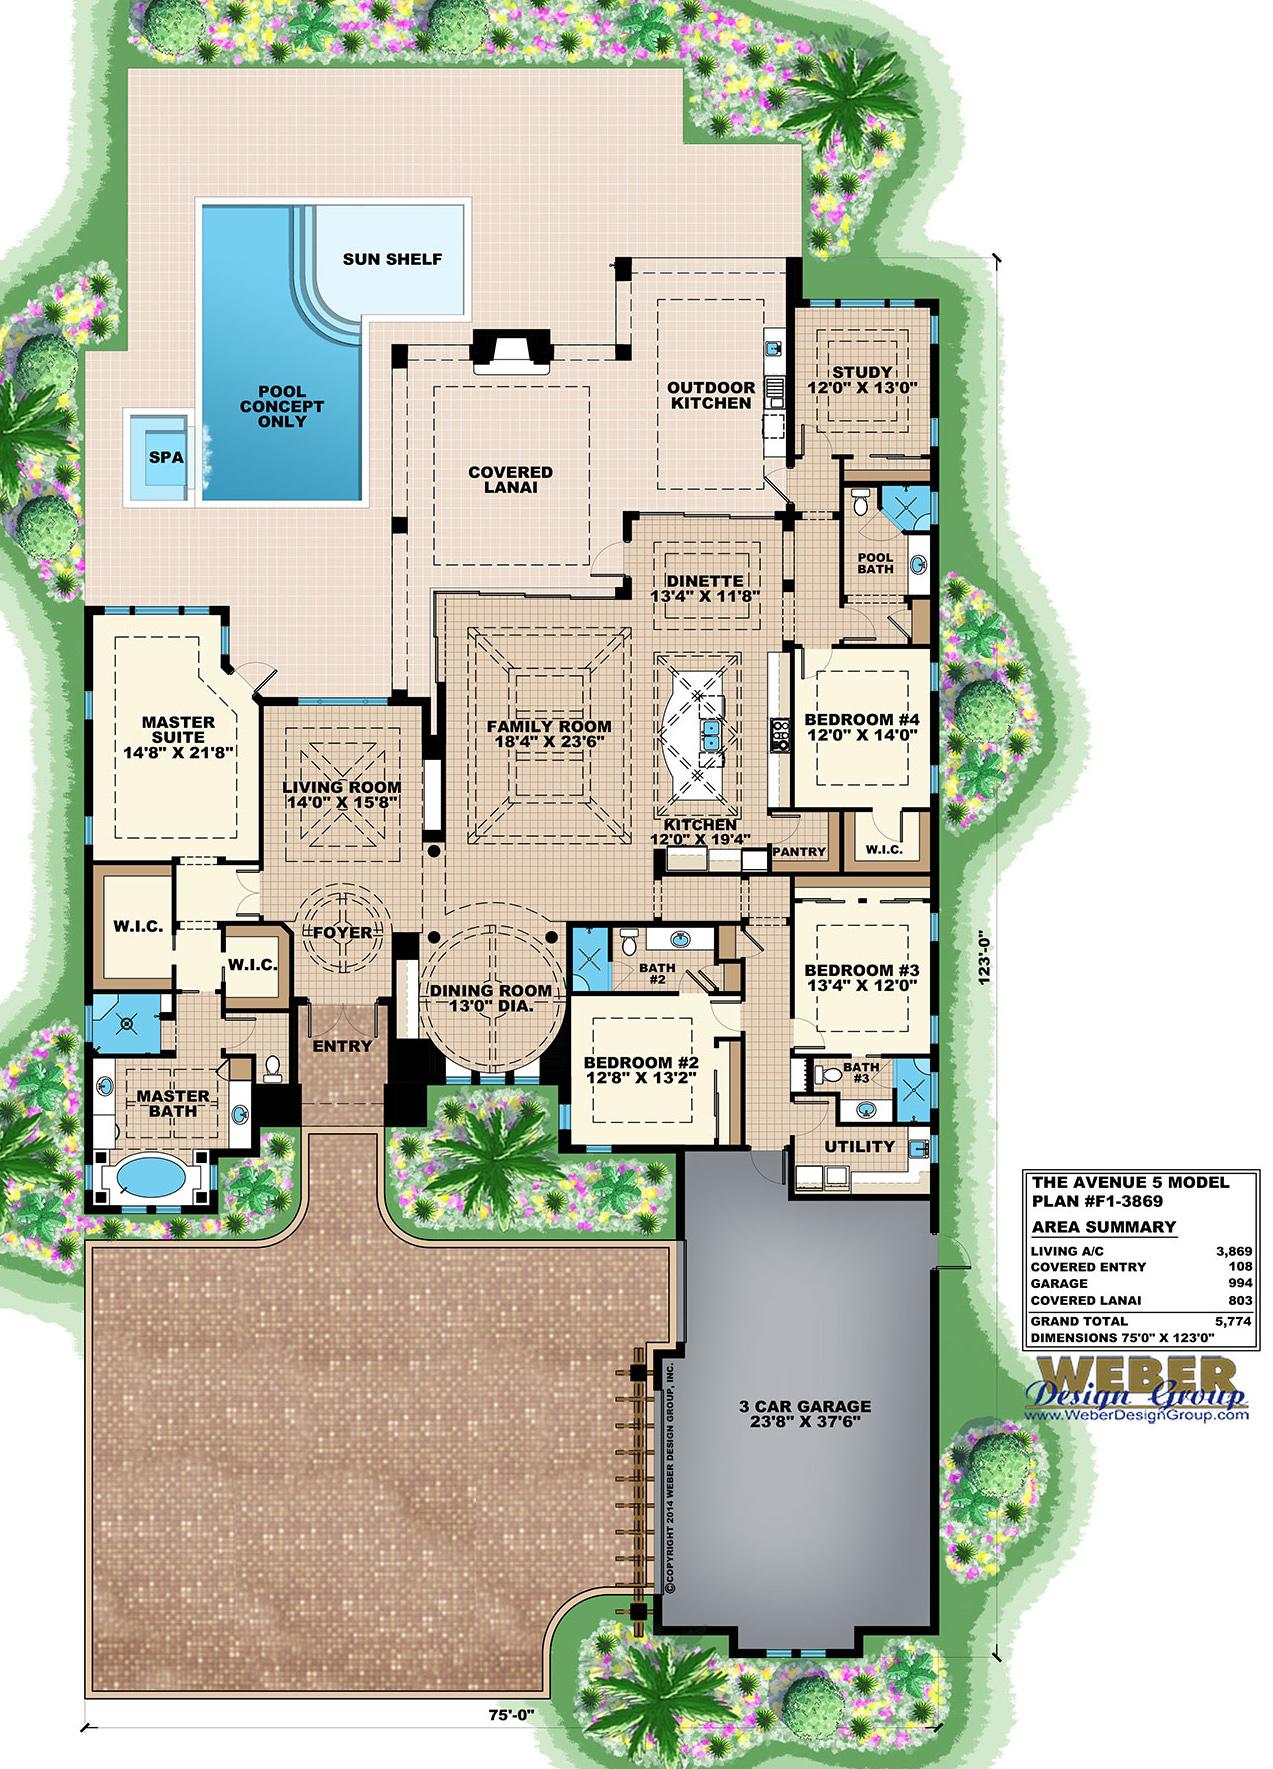 SUN SHELF
POOL
CONCEPT
ONLY
SPA
OUTDOOR
KITCHEN
STUDY
12'0" X 13'0"
COVERED
LANAI
POOL
BATH
DINETTE
13'4" X 11'8"
MASTER
SUITE
14'8" X 21'8"
FAMILY ROOM
18'4" X 23'6"
BEDROOM #4
12'0" X 14'0"
LIVING ROOM
14'0" X 15'8"
KITCHEN
12'0" X 19'4"
PANTRY
W.I.C.
W.I.C.
FOYER
W.I.C.
BATH
#2
BEDROOM #3
13'4" X 12'0"
123'-0"
DINING ROOM
13'0" DIA.
ENTRY
BEDROOM #2
12'8" X 13'2"
BATH
#3
MASTER
BATH
UTILITY
THE AVENUE 5 MODEL
PLAN #F1-3869
AREA SUMMARY
LIVING A/C 3,869
COVERED ENTRY 108
GARAGE 994
COVERED LANAI 803
GRAND TOTAL 5,774
DIMENSIONS 75'0" X 123'0"
WEBER
Design Group
www.WeberDesignGroup.com
3 CAR GARAGE
23'8" X 37'6"
©COPYRIGHT 2014 WEBER DESIGN GROUP, INC.
75'-0"